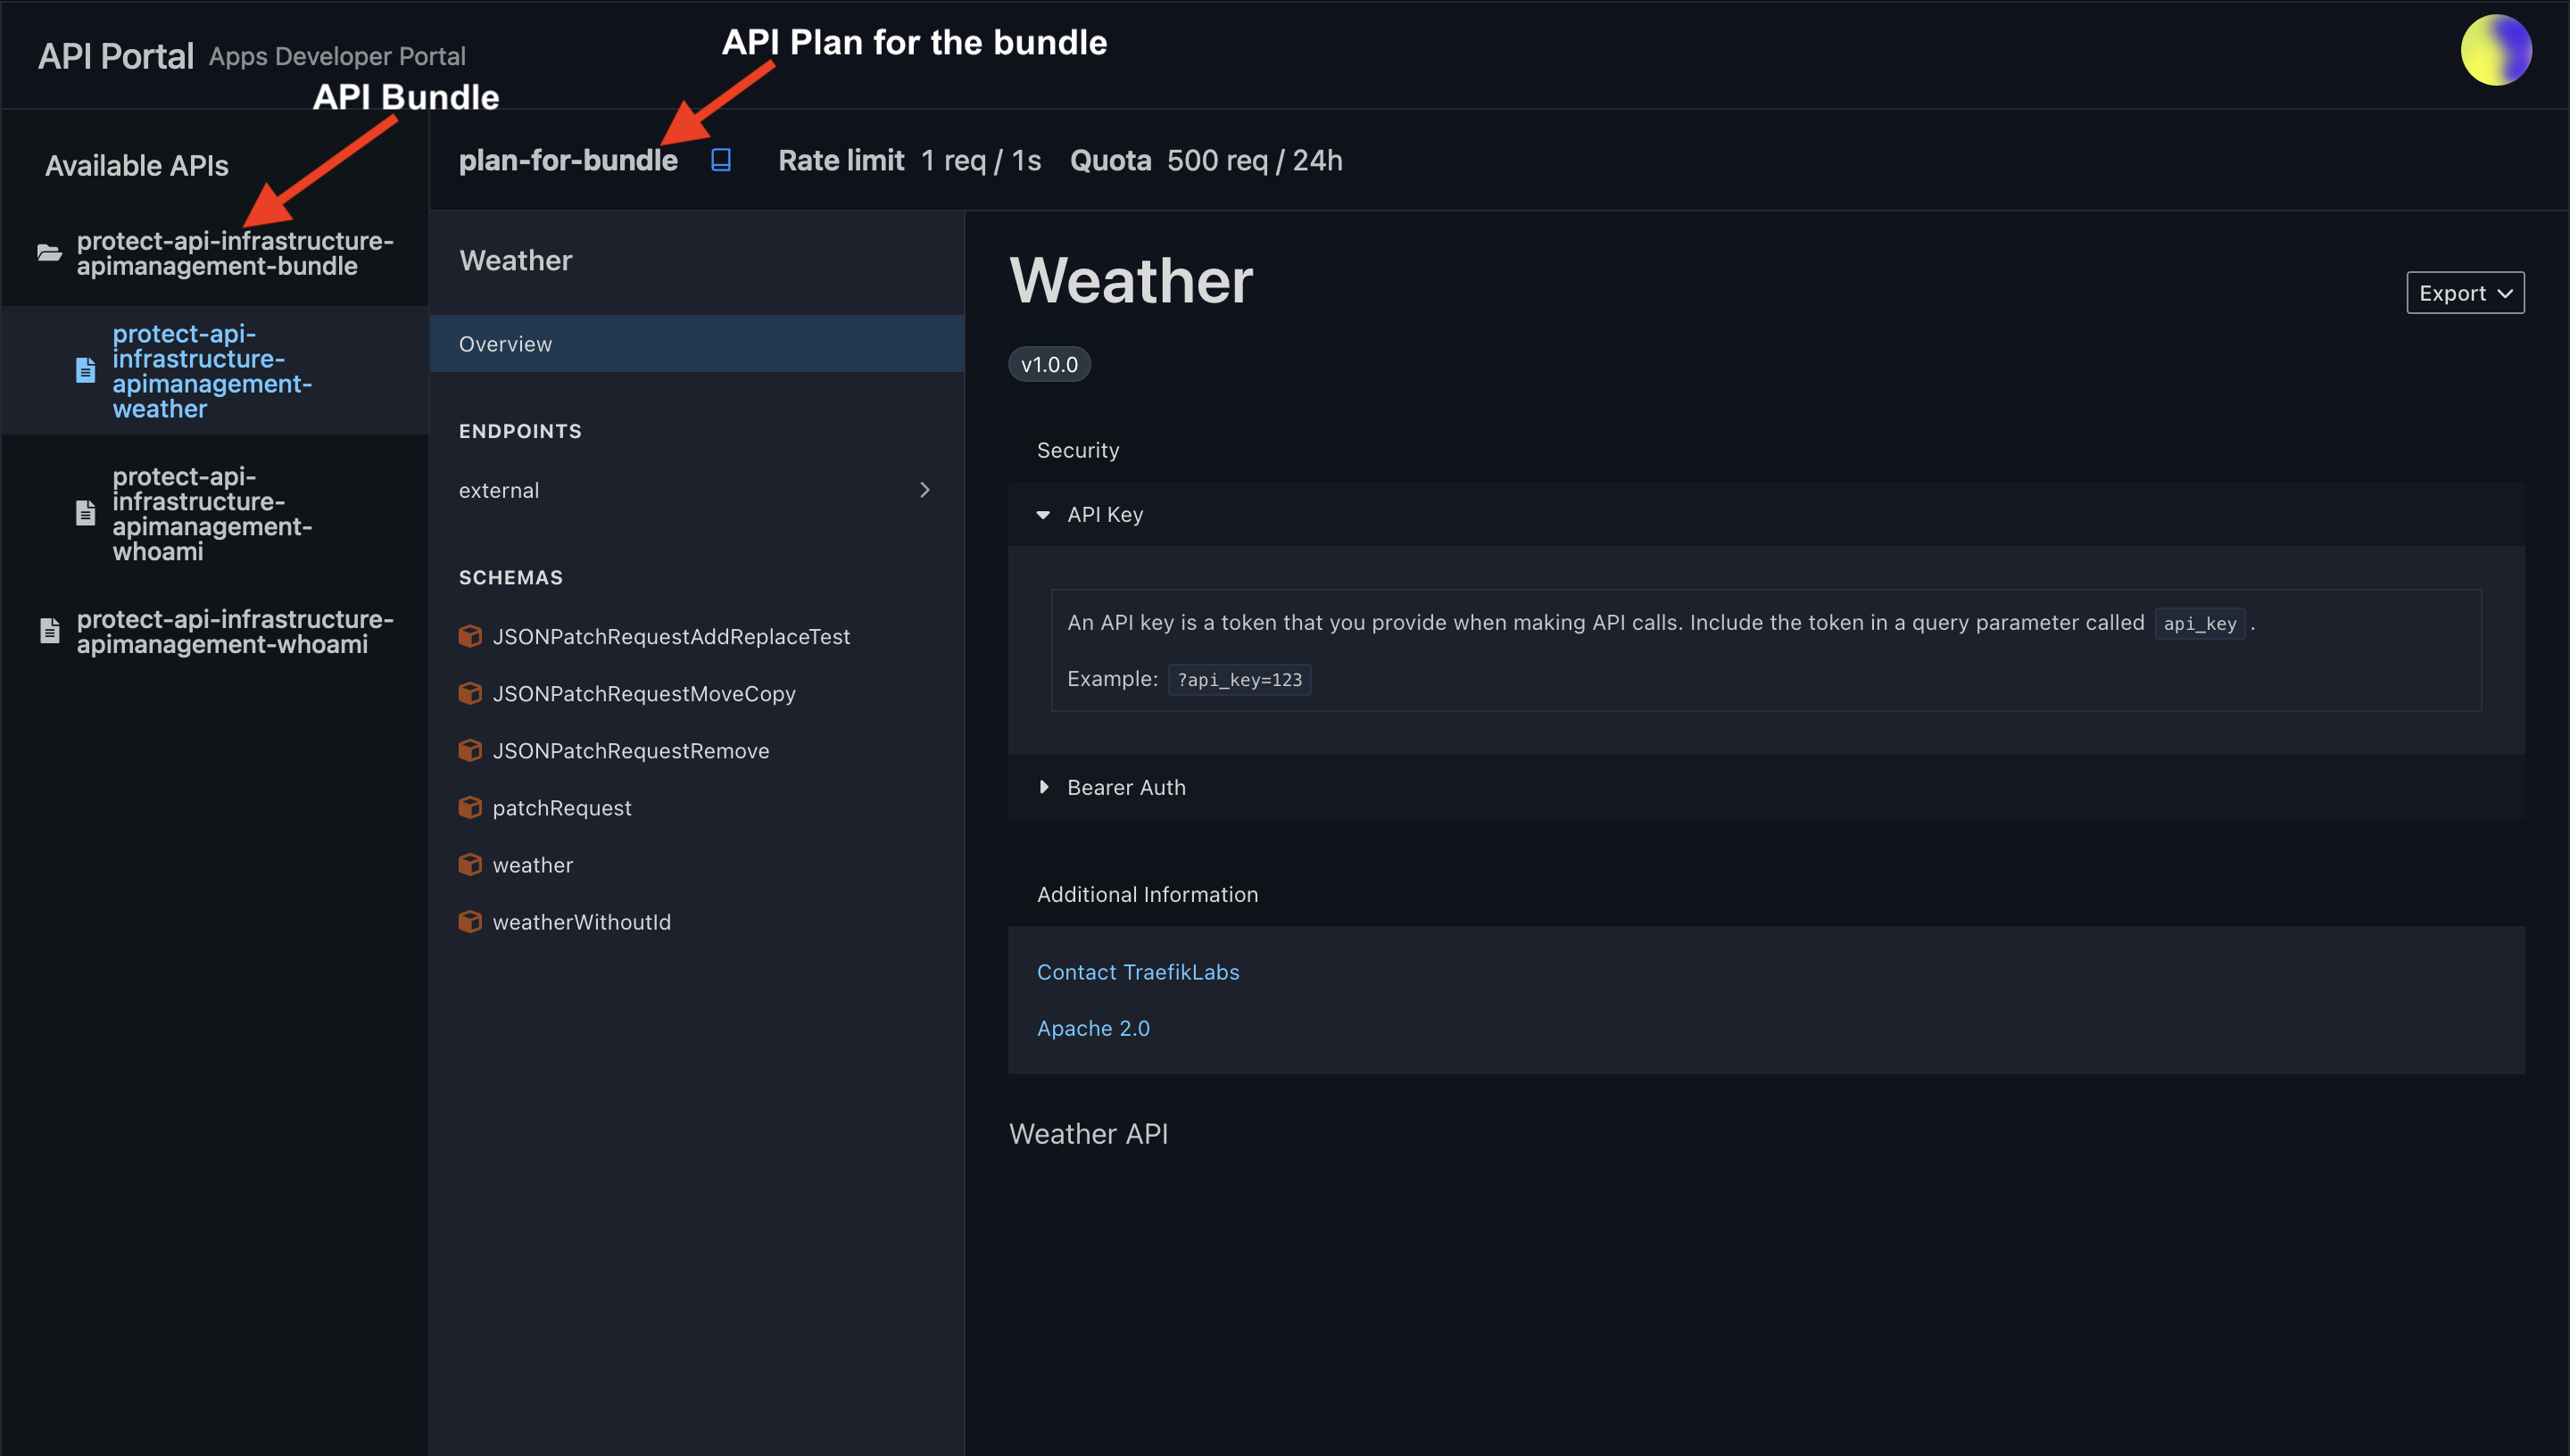 API Portal Apps Developer Portal
API Plan for the bundle
API Bundle
Available APIs
protect-api-infrastructure-
apimanagement-bundle
protect-api-
infrastructure-
apimanagement-
weather
protect-api-
infrastructure-
apimanagement-
whoami
protect-api-infrastructure-
apimanagement-whoami
plan-for-bundle Rate limit 1 req / 1s Quota 500 req / 24h
Weather
Overview
ENDPOINTS
external
SCHEMAS
JSONPatchRequestAddReplaceTest
JSONPatchRequestMoveCopy
JSONPatchRequestRemove
patchRequest
weather
weatherWithoutId
Weather
Export
v1.0.0
Security
API Key
An API key is a token that you provide when making API calls. Include the token in a query parameter called api_key .
Example: ?api_key=123
Bearer Auth
Additional Information
Contact TraefikLabs
Apache 2.0
Weather API